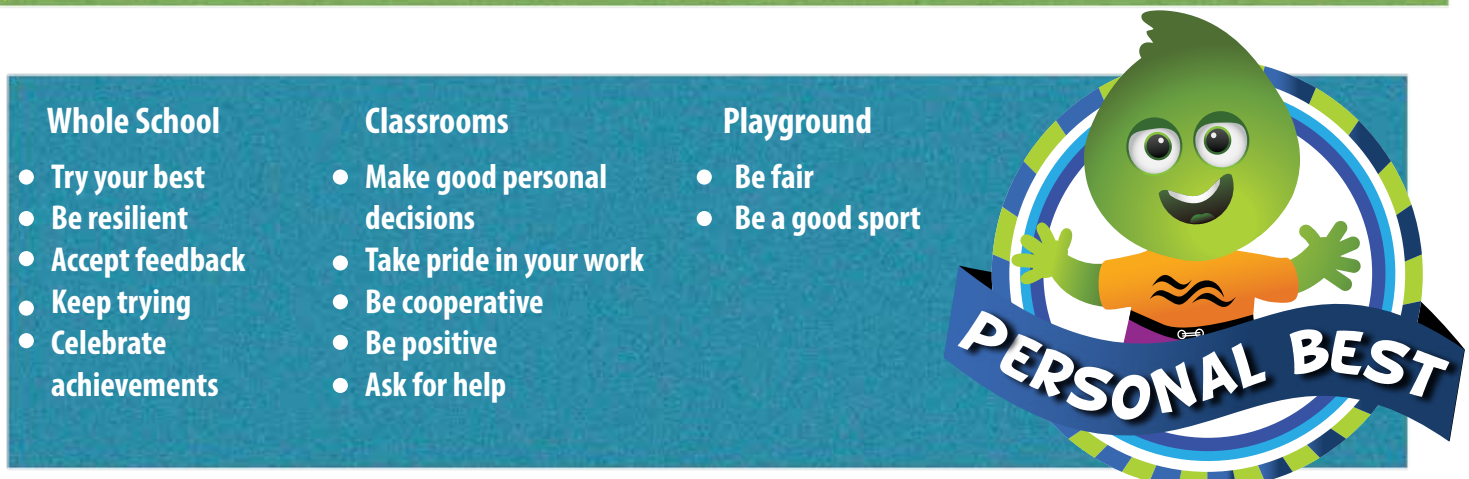 Whole School
Try your best
Be resilient
Accept feedback
Keep trying
Celebrate
achievements
Classrooms
Make good personal
decisions
Take pride in your work
Be cooperative
Be positive
Ask for help
Playground
Be fair
Be a good sport
PERSONAL BEST